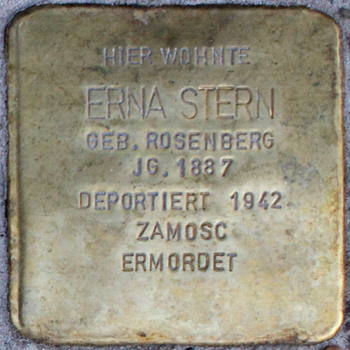 HIER WOHNTE
ERNA STERN
GEB. ROSENBERG
JG. 1887
DEPORTIERT 1942
ZAMOSC
ERMORDET